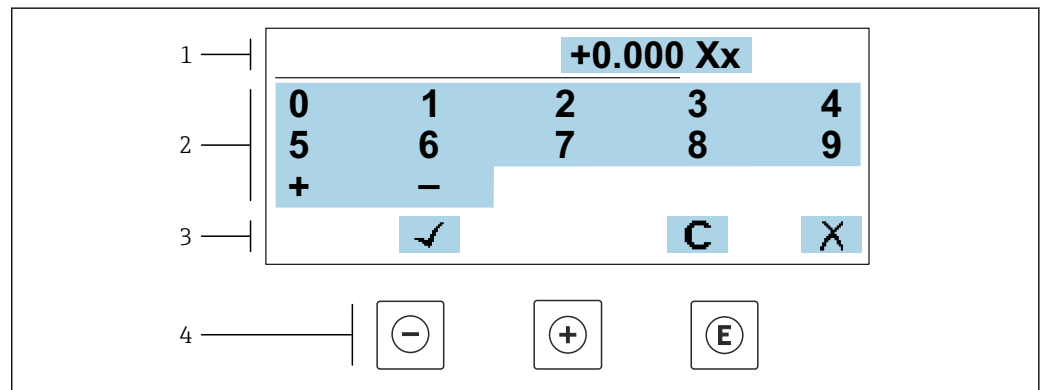 1 +0.000 Xx
0 1 2 3 4
2 5 6 7 8 9
+ –
3 ✓ C X
4 − + E